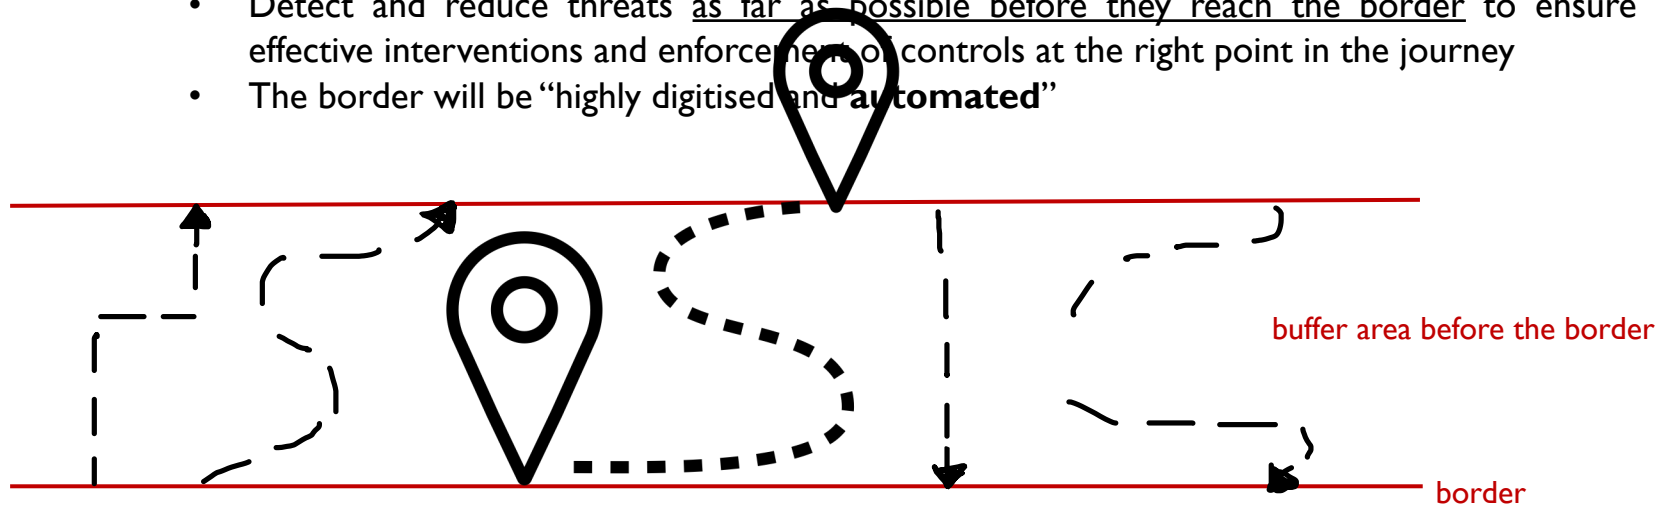 • Detect and reduce threats as far as possible before they reach the border to ensure
effective interventions and enforcement of controls at the right point in the journey
• The border will be “highly digitised and automated”
buffer area before the border
border